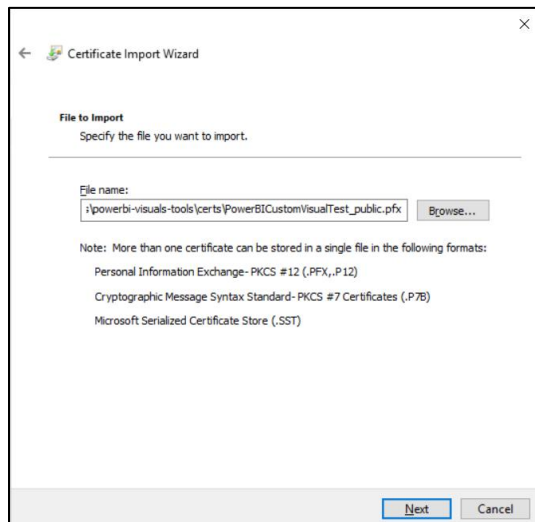 Certificate Import Wizard
File to Import
Specify the file you want to import.
File name:
s\powerbi-visuals-tools\certs\PowerBICustomVisualTest_public.pfx
Browse...
Note: More than one certificate can be stored in a single file in the following formats:
Personal Information Exchange- PKCS #12 (.PFX,.P12)
Cryptographic Message Syntax Standard- PKCS #7 Certificates (.P7B)
Microsoft Serialized Certificate Store (.SST)
Next
Cancel